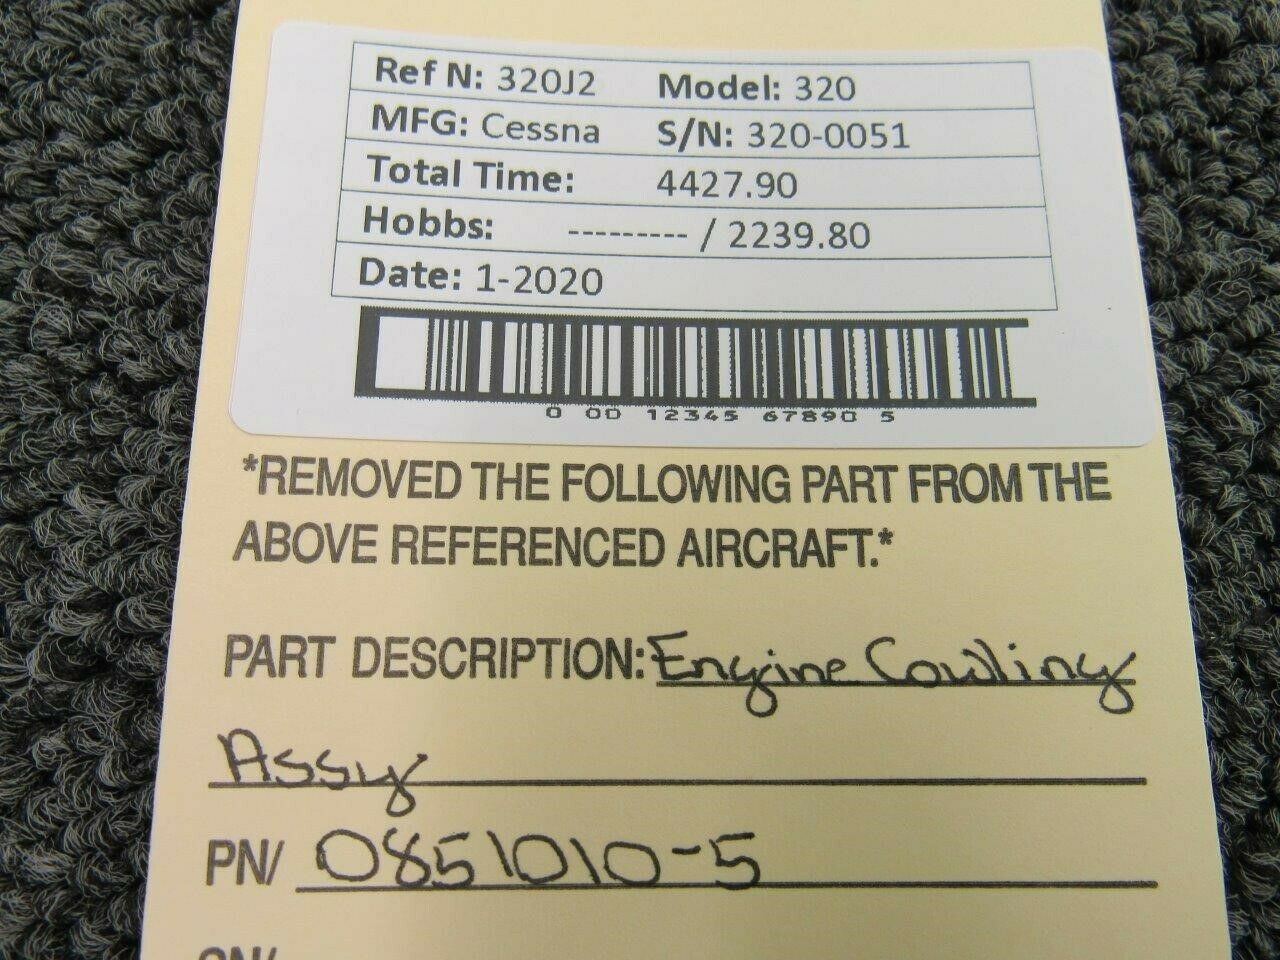 Ref N: 320J2 Model: 320
MFG: Cessna S/N: 320-0051
Total Time: 4427.90
Hobbs: --------- / 2239.80
Date: 1-2020
0 00 12345 67890 5
*REMOVED THE FOLLOWING PART FROM THE
ABOVE REFERENCED AIRCRAFT.*
PART DESCRIPTION: Engine Cowling
Assy
PN/ 0851010-5